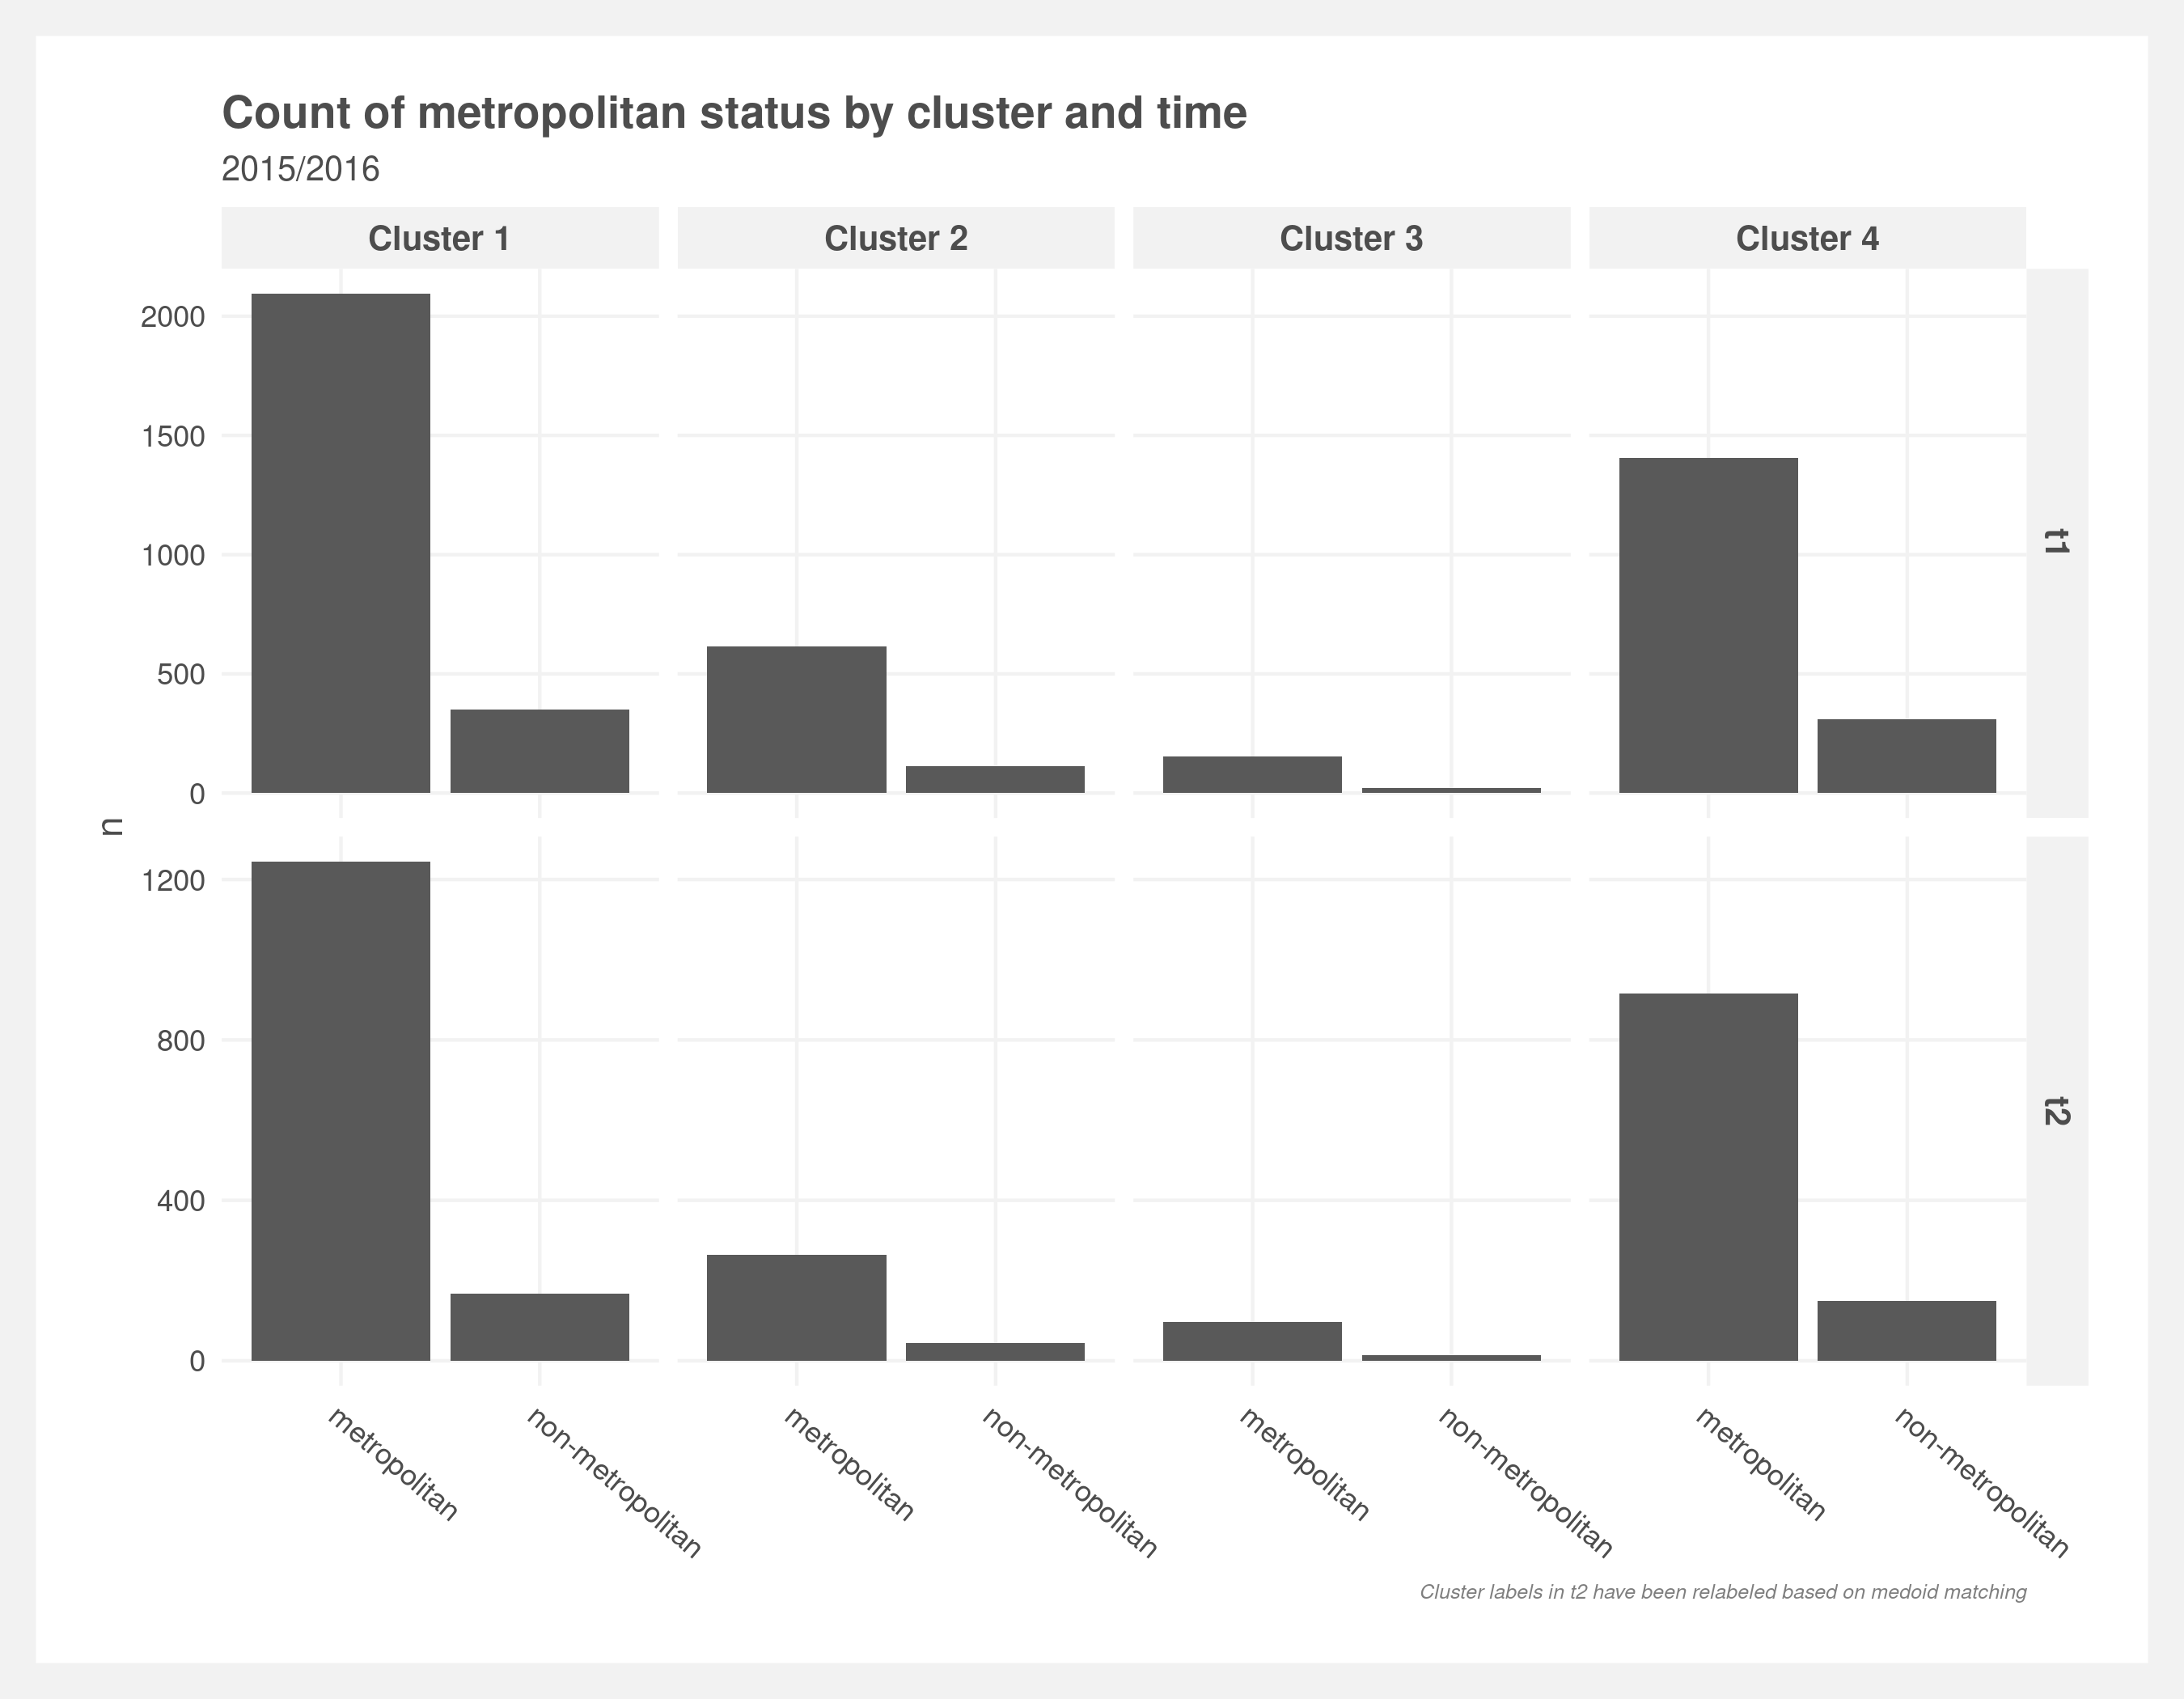 Count of metropolitan status by cluster and time
2015/2016
Cluster 1
Cluster 2
Cluster 3
Cluster 4
2000
1500
1000
500
0
t1
n
1200
800
400
0
t2
metropolitan
non-metropolitan
metropolitan
non-metropolitan
metropolitan
non-metropolitan
metropolitan
non-metropolitan
Cluster labels in t2 have been relabeled based on medoid matching